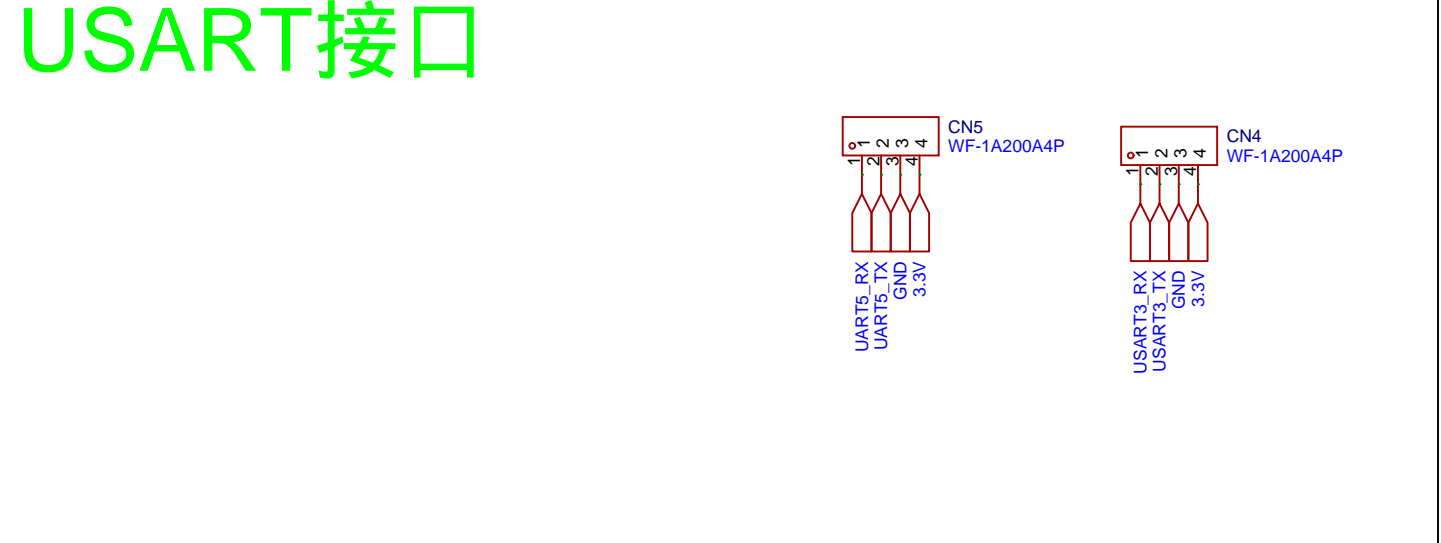 USART接口
CN5
WF-1A200A4P
1 2 3 4
1 2 3 4
UART5_RX
UART5_TX
GND
3.3V
CN4
WF-1A200A4P
1 2 3 4
1 2 3 4
USART3_RX
USART3_TX
GND
3.3V